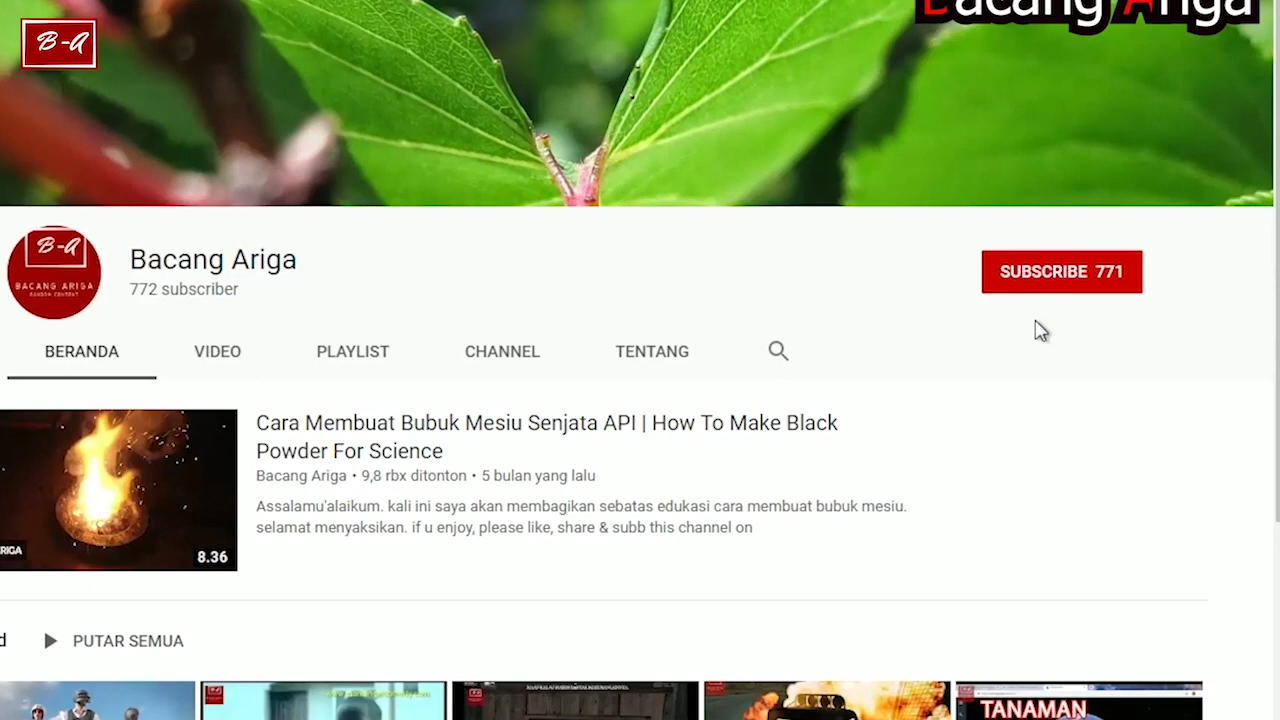 Bacang Ariga
B-A
B-A
BACANG ARIGA
RANDOM CONTENT
Bacang Ariga
772 subscriber
SUBSCRIBE 771
BERANDA
VIDEO
PLAYLIST
CHANNEL
TENTANG
Cara Membuat Bubuk Mesiu Senjata API | How To Make Black
Powder For Science
Bacang Ariga • 9,8 rbx ditonton • 5 bulan yang lalu
Assalamu'alaikum. kali ini saya akan membagikan sebatas edukasi cara membuat bubuk mesiu.
selamat menyaksikan. if u enjoy, please like, share & subb this channel on
RIGA
8.36
d
PUTAR SEMUA
TANAMAN